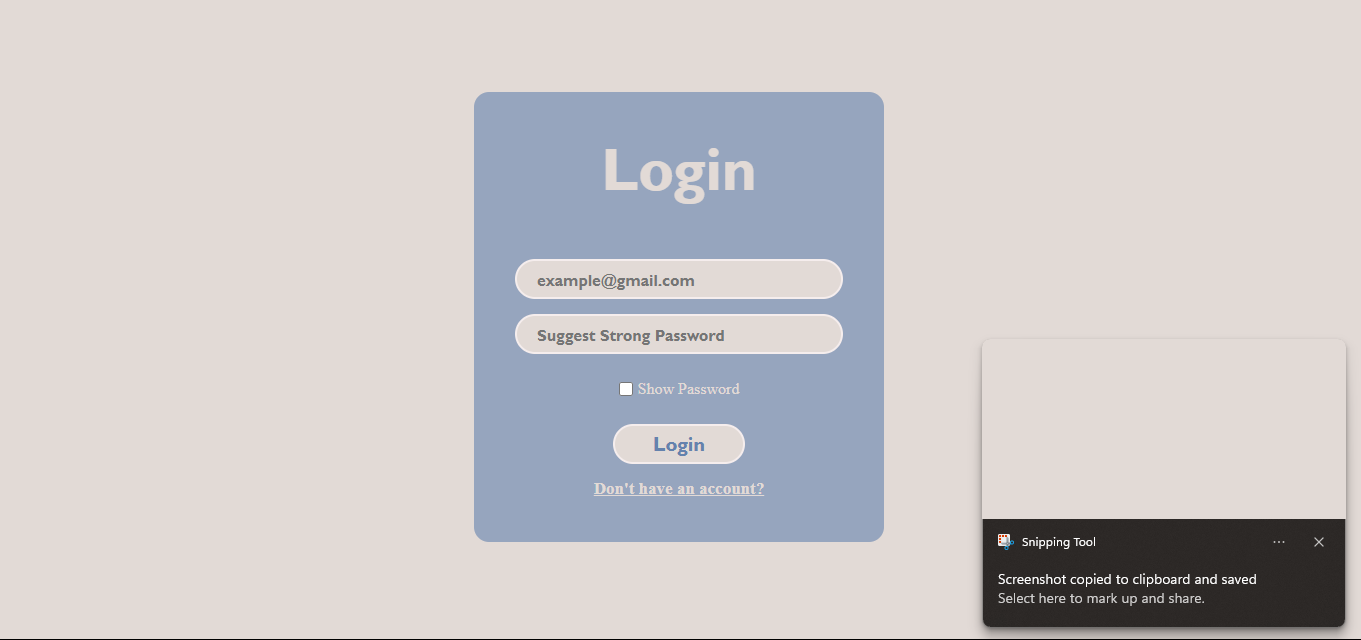 Login
example@gmail.com
Suggest Strong Password
Show Password
Login
Don't have an account?
Snipping Tool
Screenshot copied to clipboard and saved
Select here to mark up and share.